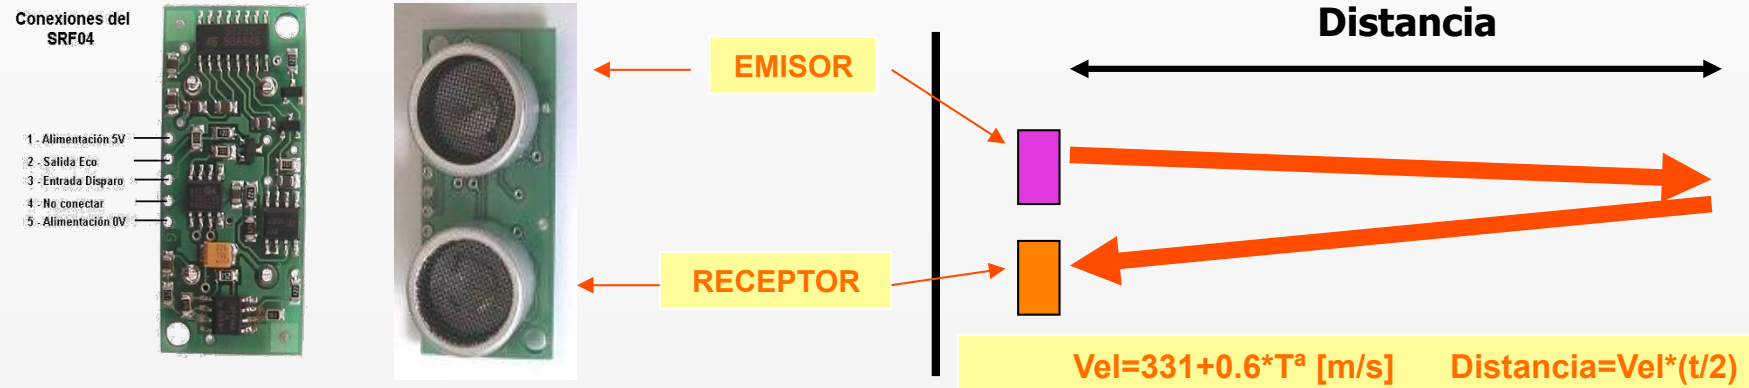 Conexiones del
SRF04
1 - Alimentación 5V
2 - Salida Eco
3 - Entrada Disparo
4 - No conectar
5 - Alimentación 0V
EMISOR
RECEPTOR
Distancia
Vel=331+0.6*Tª [m/s] Distancia=Vel*(t/2)